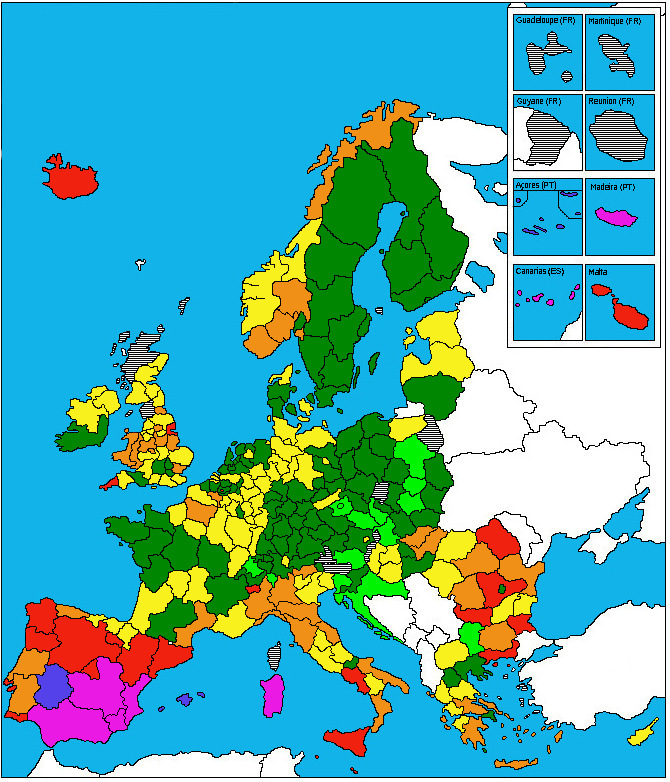 Guadeloupe (FR)
Martinique (FR)
Guyane (FR)
Reunion (FR)
Açores (PT)
Madeira (PT)
Canarias (ES)
Malta